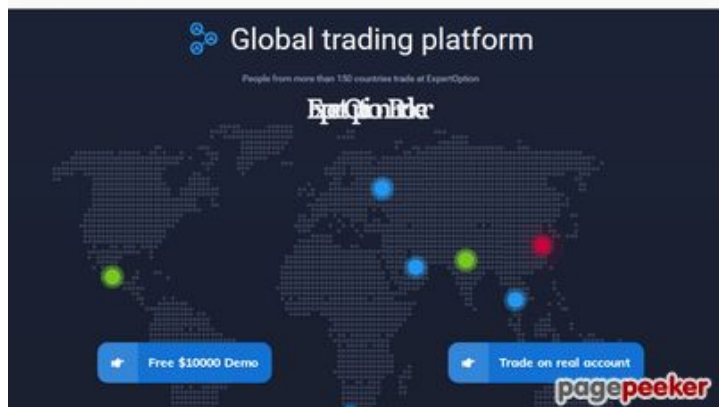 Global trading platform
People from more than 150 countries trade at ExpertOption
Free $10000 Demo
Trade on real account
pagepeeker